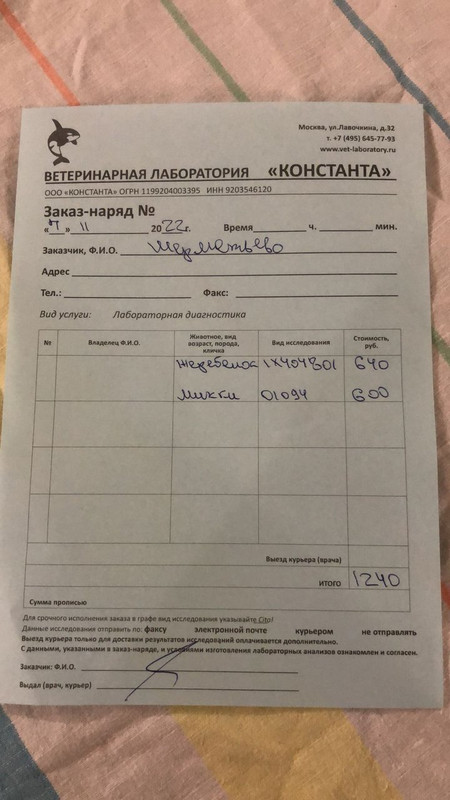 Москва, ул.Лавочкина, д.32
т. +7 (495) 645-77-93
www.vet-laboratory.ru
ВЕТЕРИНАРНАЯ ЛАБОРАТОРИЯ «КОНСТАНТА»
ООО «КОНСТАНТА» ОГРН 1199204003395 ИНН 9203546120
Заказ-наряд №
«7» 11 2022г. Время ч. мин.
Заказчик, Ф.И.О. Шереметьево
Адрес
Тел.: Факс:
Вид услуги: Лабораторная диагностика
№ Владелец Ф.И.О. Животное, вид возраст, порода, кличка Вид исследования Стоимость, руб.
Жеребенок 1X404801 640
Микки 01094 600
Выезд курьера (врача)
ИТОГО 1240
Сумма прописью
Для срочного исполнения заказа в графе вид исследования указывайте Cito!
Данные исследования отправить по: факсу электронной почте курьером не отправлять
Выезд курьера только для доставки результатов исследований оплачивается дополнительно.
С данными, указанными в заказ-наряде, и условиями изготовления лабораторных анализов ознакомлен и согласен.
Заказчик: Ф.И.О.
Выдал (врач, курьер)